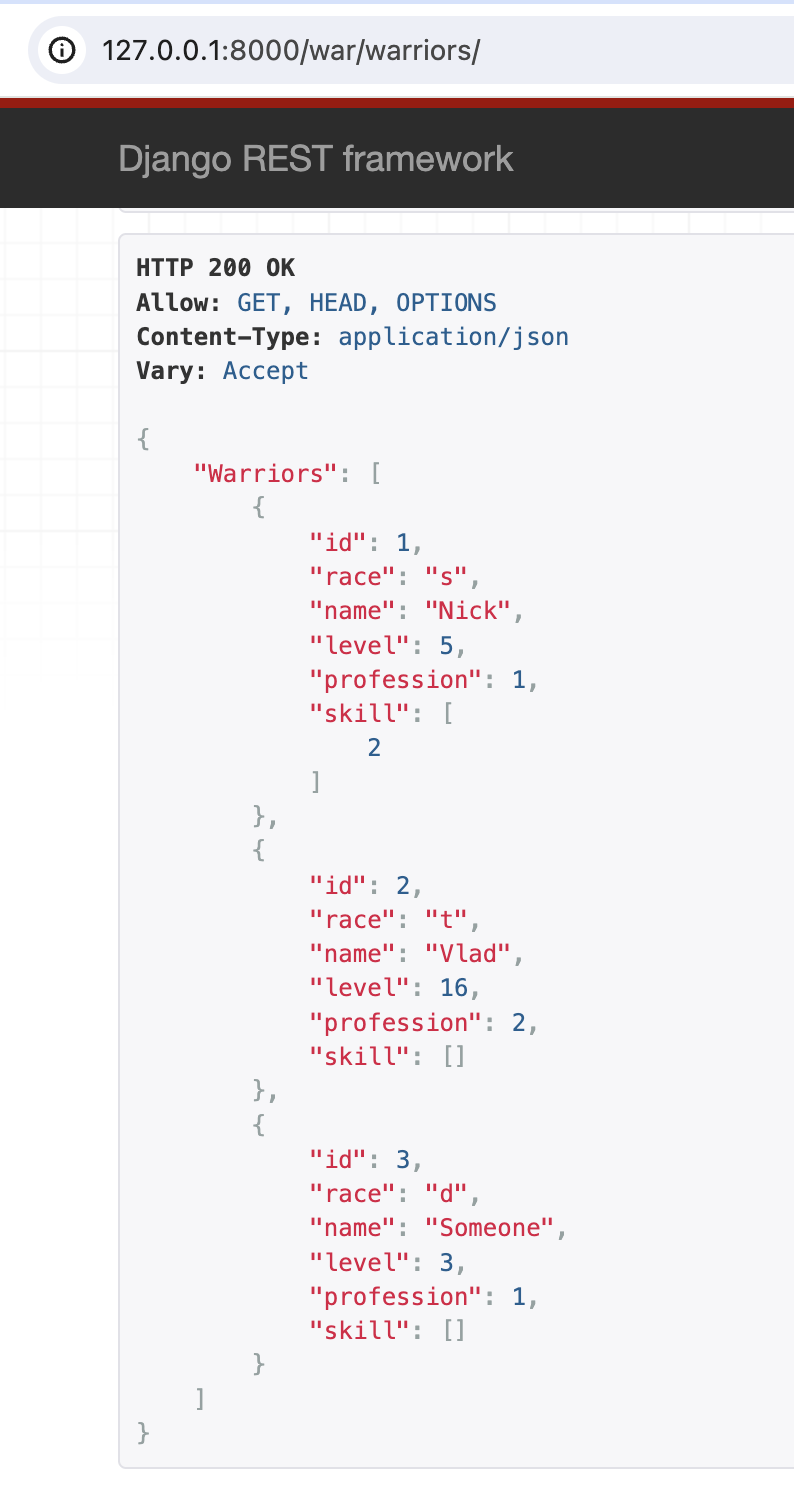 127.0.0.1:8000/war/warriors/
Django REST framework
HTTP 200 OK
Allow: GET, HEAD, OPTIONS
Content-Type: application/json
Vary: Accept
{
    "Warriors": [
        {
            "id": 1,
            "race": "s",
            "name": "Nick",
            "level": 5,
            "profession": 1,
            "skill": [
                2
            ]
        },
        {
            "id": 2,
            "race": "t",
            "name": "Vlad",
            "level": 16,
            "profession": 2,
            "skill": []
        },
        {
            "id": 3,
            "race": "d",
            "name": "Someone",
            "level": 3,
            "profession": 1,
            "skill": []
        }
    ]
}